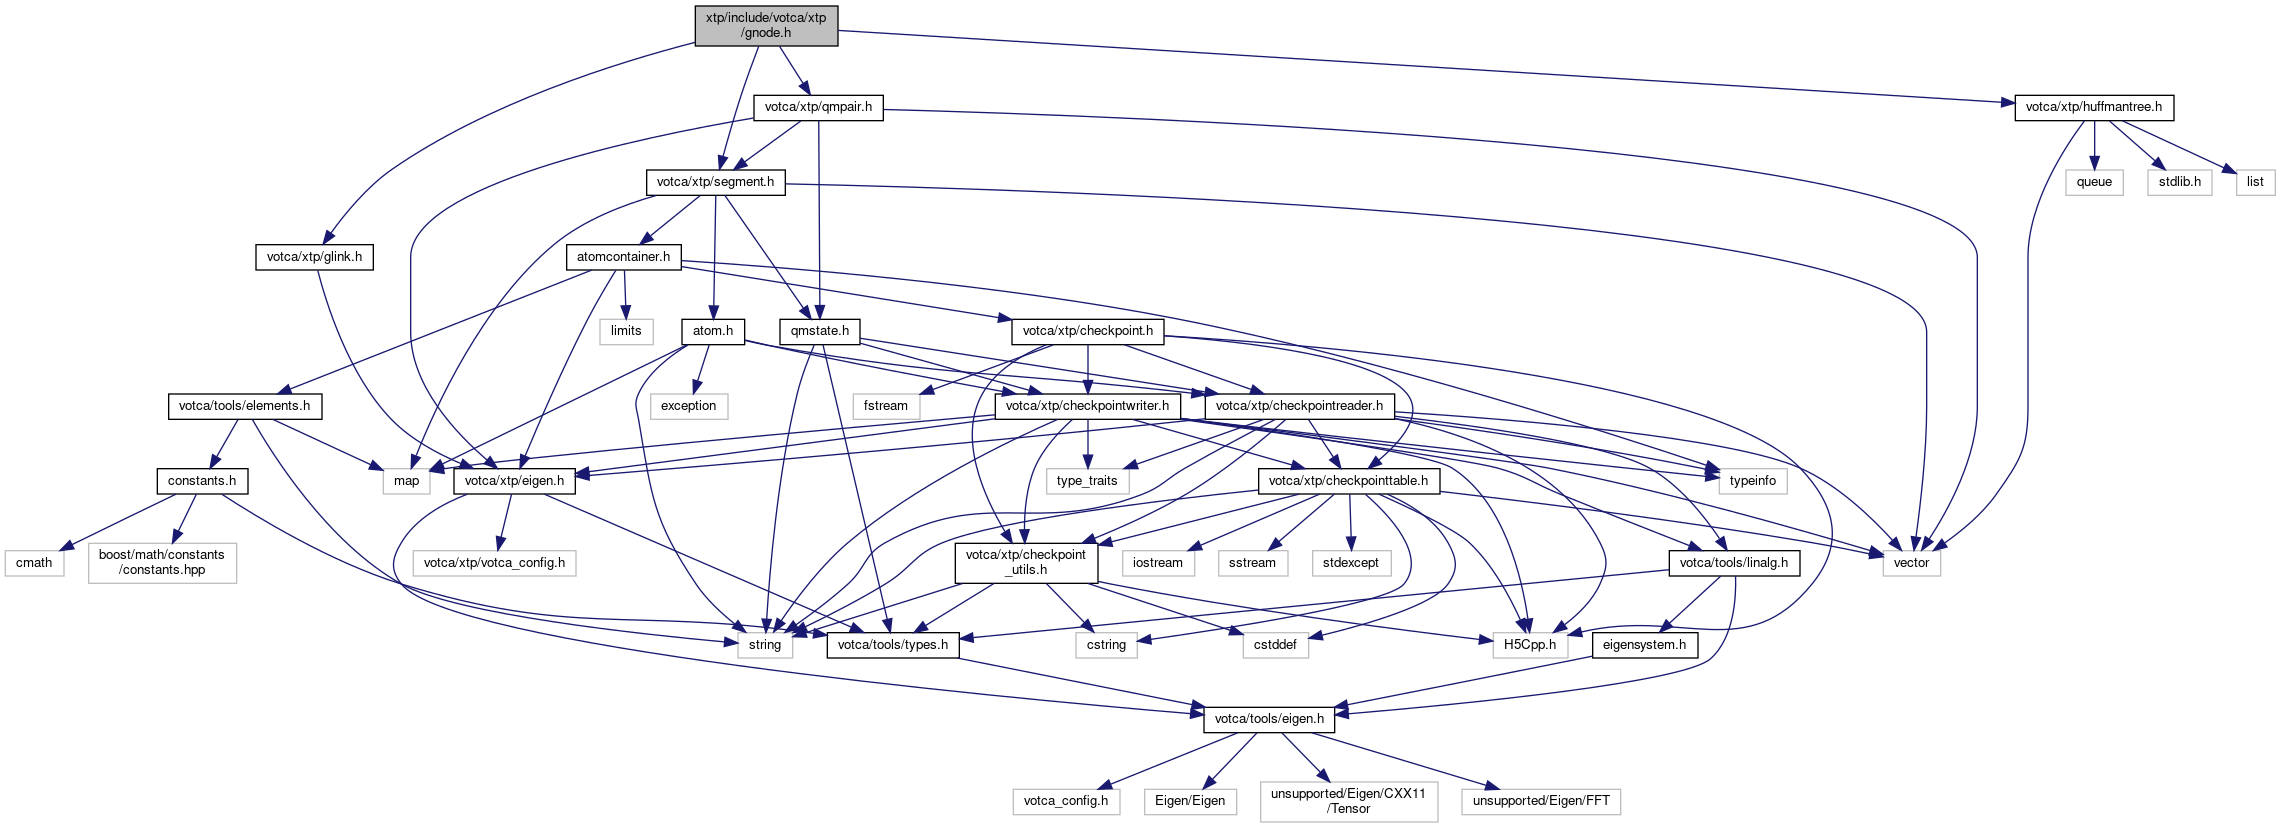 xtp/include/votca/xtp
/gnode.h
votca/xtp/qmpair.h
votca/xtp/huffmantree.h
votca/xtp/segment.h
queue
stdlib.h
list
votca/xtp/glink.h
atomcontainer.h
limits
atom.h
qmstate.h
votca/xtp/checkpoint.h
votca/tools/elements.h
exception
fstream
votca/xtp/checkpointwriter.h
votca/xtp/checkpointreader.h
constants.h
map
votca/xtp/eigen.h
type_traits
votca/xtp/checkpointtable.h
typeinfo
cmath
boost/math/constants
/constants.hpp
votca/xtp/votca_config.h
votca/xtp/checkpoint
_utils.h
iostream
sstream
stdexcept
votca/tools/linalg.h
vector
string
votca/tools/types.h
cstring
cstddef
H5Cpp.h
eigensystem.h
votca/tools/eigen.h
votca_config.h
Eigen/Eigen
unsupported/Eigen/CXX11
/Tensor
unsupported/Eigen/FFT